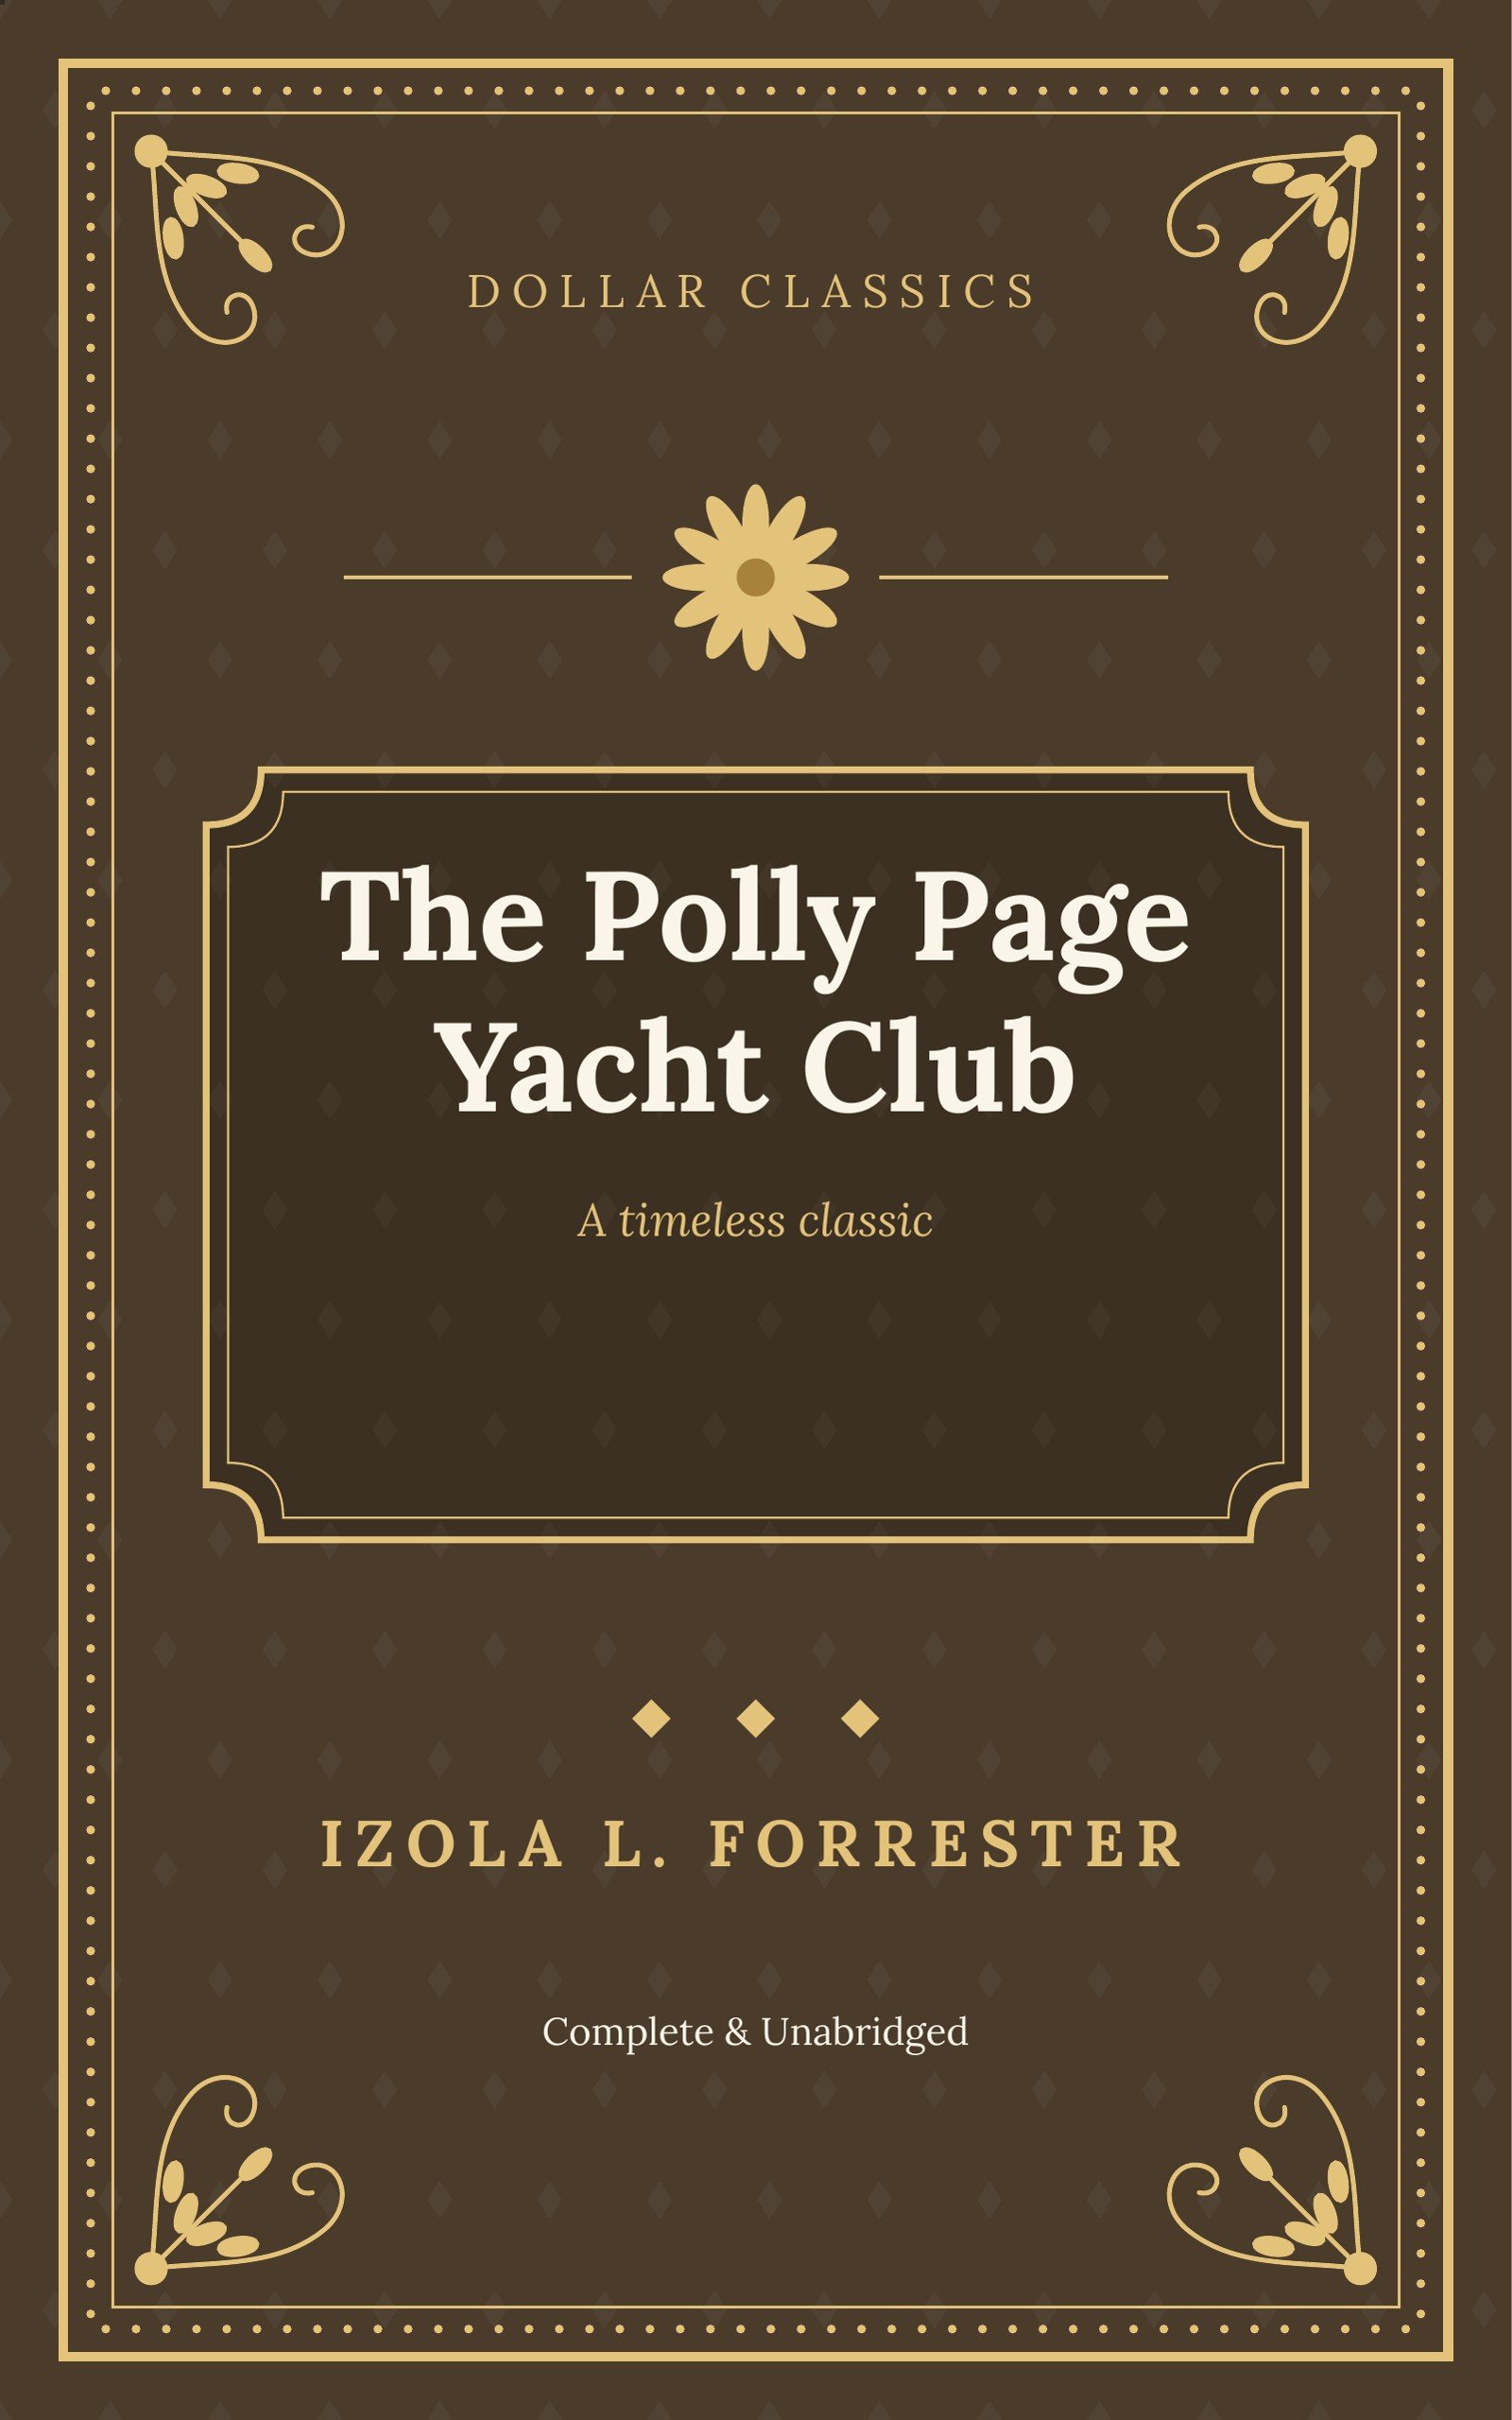 DOLLAR CLASSICS
The Polly Page
Yacht Club
A timeless classic
IZOLA L. FORRESTER
Complete & Unabridged